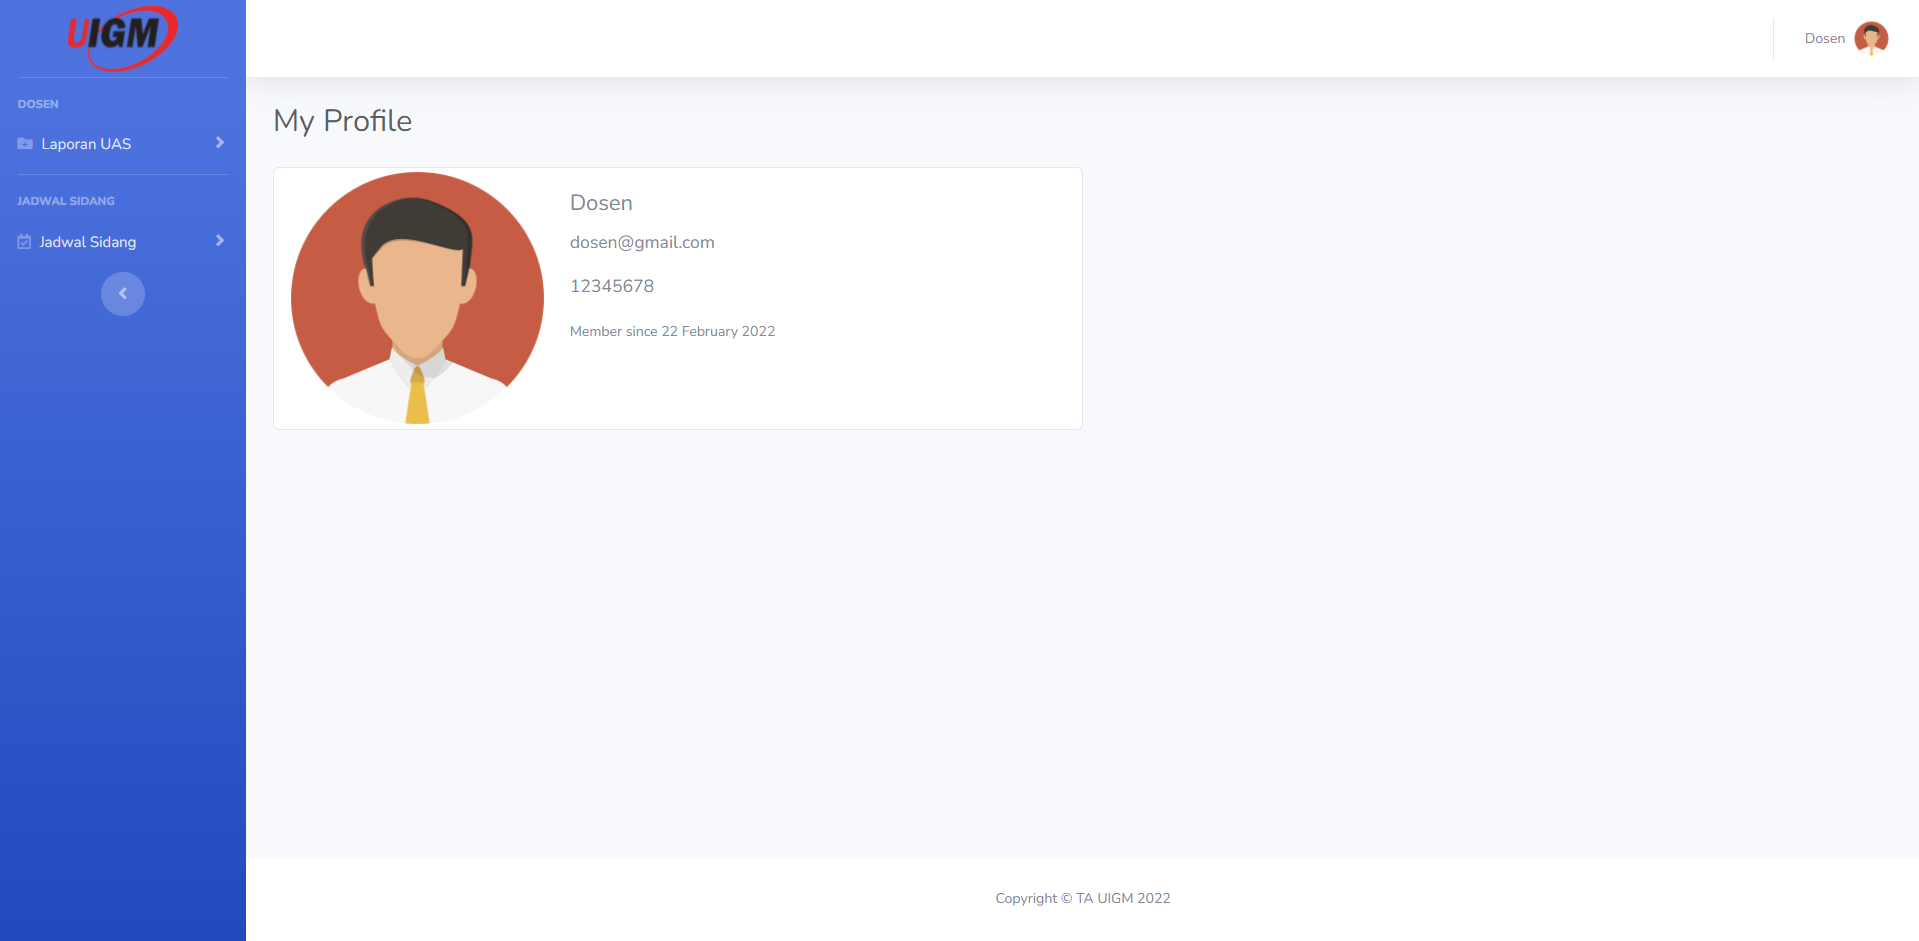 UIGM
DOSEN
Laporan UAS
JADWAL SIDANG
Jadwal Sidang
Dosen
My Profile
Dosen
dosen@gmail.com
12345678
Member since 22 February 2022
Copyright © TA UIGM 2022